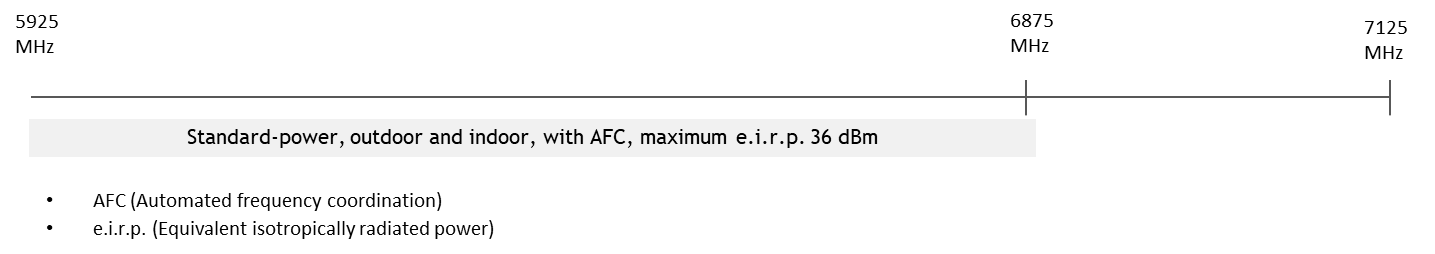 5925
MHz
6875
MHz
7125
MHz
Standard-power, outdoor and indoor, with AFC, maximum e.i.r.p. 36 dBm
• AFC (Automated frequency coordination)
• e.i.r.p. (Equivalent isotropically radiated power)